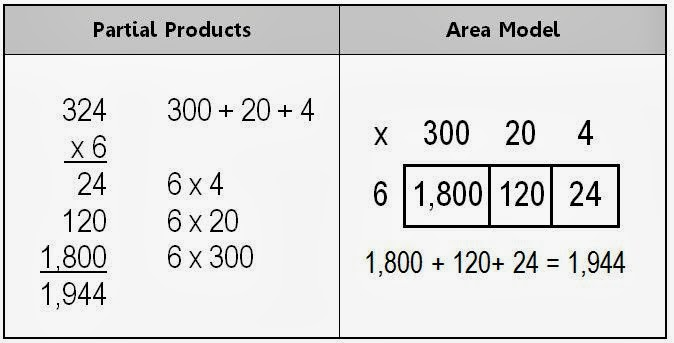 Partial Products
324 300 + 20 + 4
x 6
24 6 x 4
120 6 x 20
1,800 6 x 300
1,944
Area Model
x 300 20 4
6 1,800 120 24
1,800 + 120+ 24 = 1,944